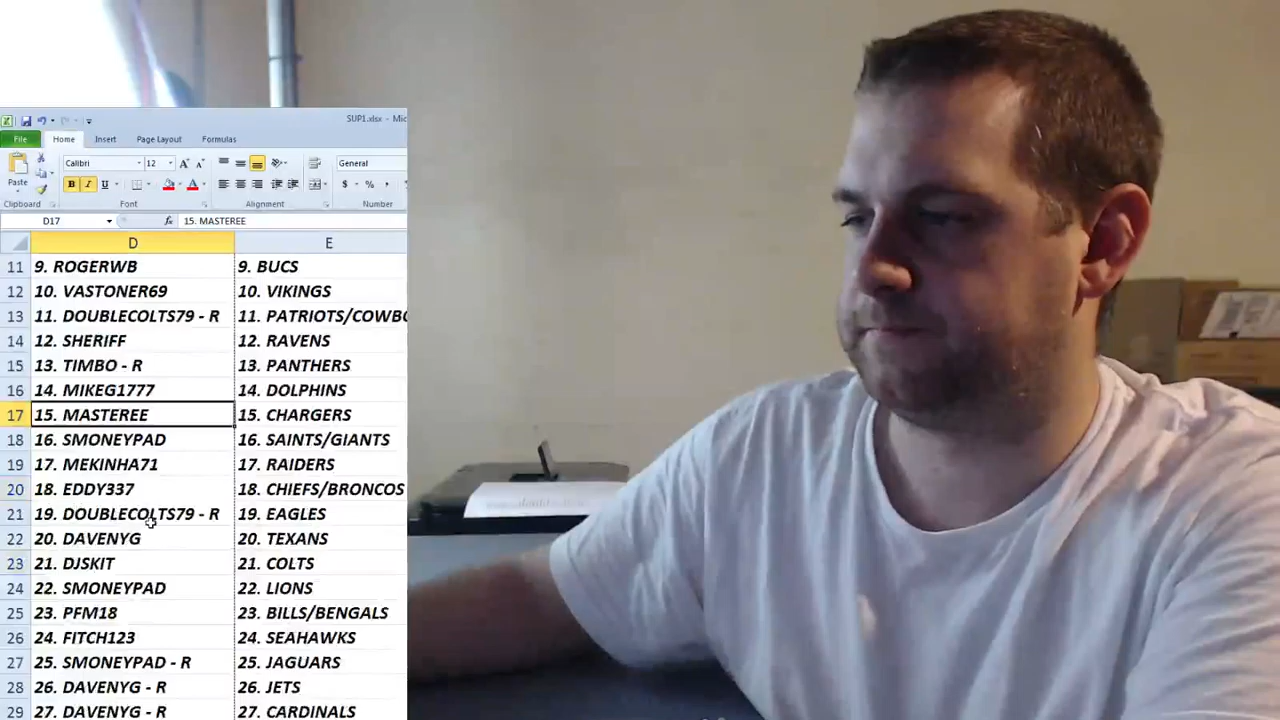 SUP1.xlsx - Mic
File Home Insert Page Layout Formulas
Paste Calibri 12 General
B I U $ % ,
Clipboard Font Alignment Number
D17 fx 15. MASTEREE
D E
11 9. ROGERWB 9. BUCS
12 10. VASTONER69 10. VIKINGS
13 11. DOUBLECOLTS79 - R 11. PATRIOTS/COWBO
14 12. SHERIFF 12. RAVENS
15 13. TIMBO - R 13. PANTHERS
16 14. MIKEG1777 14. DOLPHINS
17 15. MASTEREE 15. CHARGERS
18 16. SMONEYPAD 16. SAINTS/GIANTS
19 17. MEKINHA71 17. RAIDERS
20 18. EDDY337 18. CHIEFS/BRONCOS
21 19. DOUBLECOLTS79 - R 19. EAGLES
22 20. DAVENYG 20. TEXANS
23 21. DJSKIT 21. COLTS
24 22. SMONEYPAD 22. LIONS
25 23. PFM18 23. BILLS/BENGALS
26 24. FITCH123 24. SEAHAWKS
27 25. SMONEYPAD - R 25. JAGUARS
28 26. DAVENYG - R 26. JETS
29 27. DAVENYG - R 27. CARDINALS